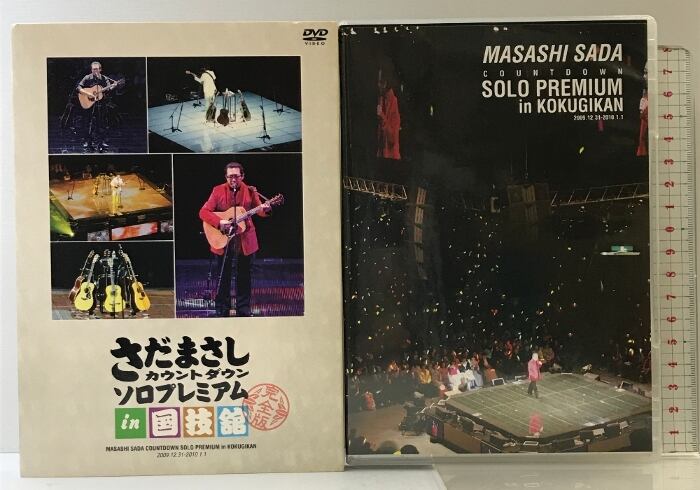 DVD
VIDEO
さだまさし
カウントダウン
ソロプレミアム
in 国技館
完全版
MASASHI SADA COUNTDOWN SOLO PREMIUM in KOKUGIKAN
2009.12.31-2010.1.1
MASASHI SADA
COUNTDOWN
SOLO PREMIUM
in KOKUGIKAN
2009.12.31-2010.1.1